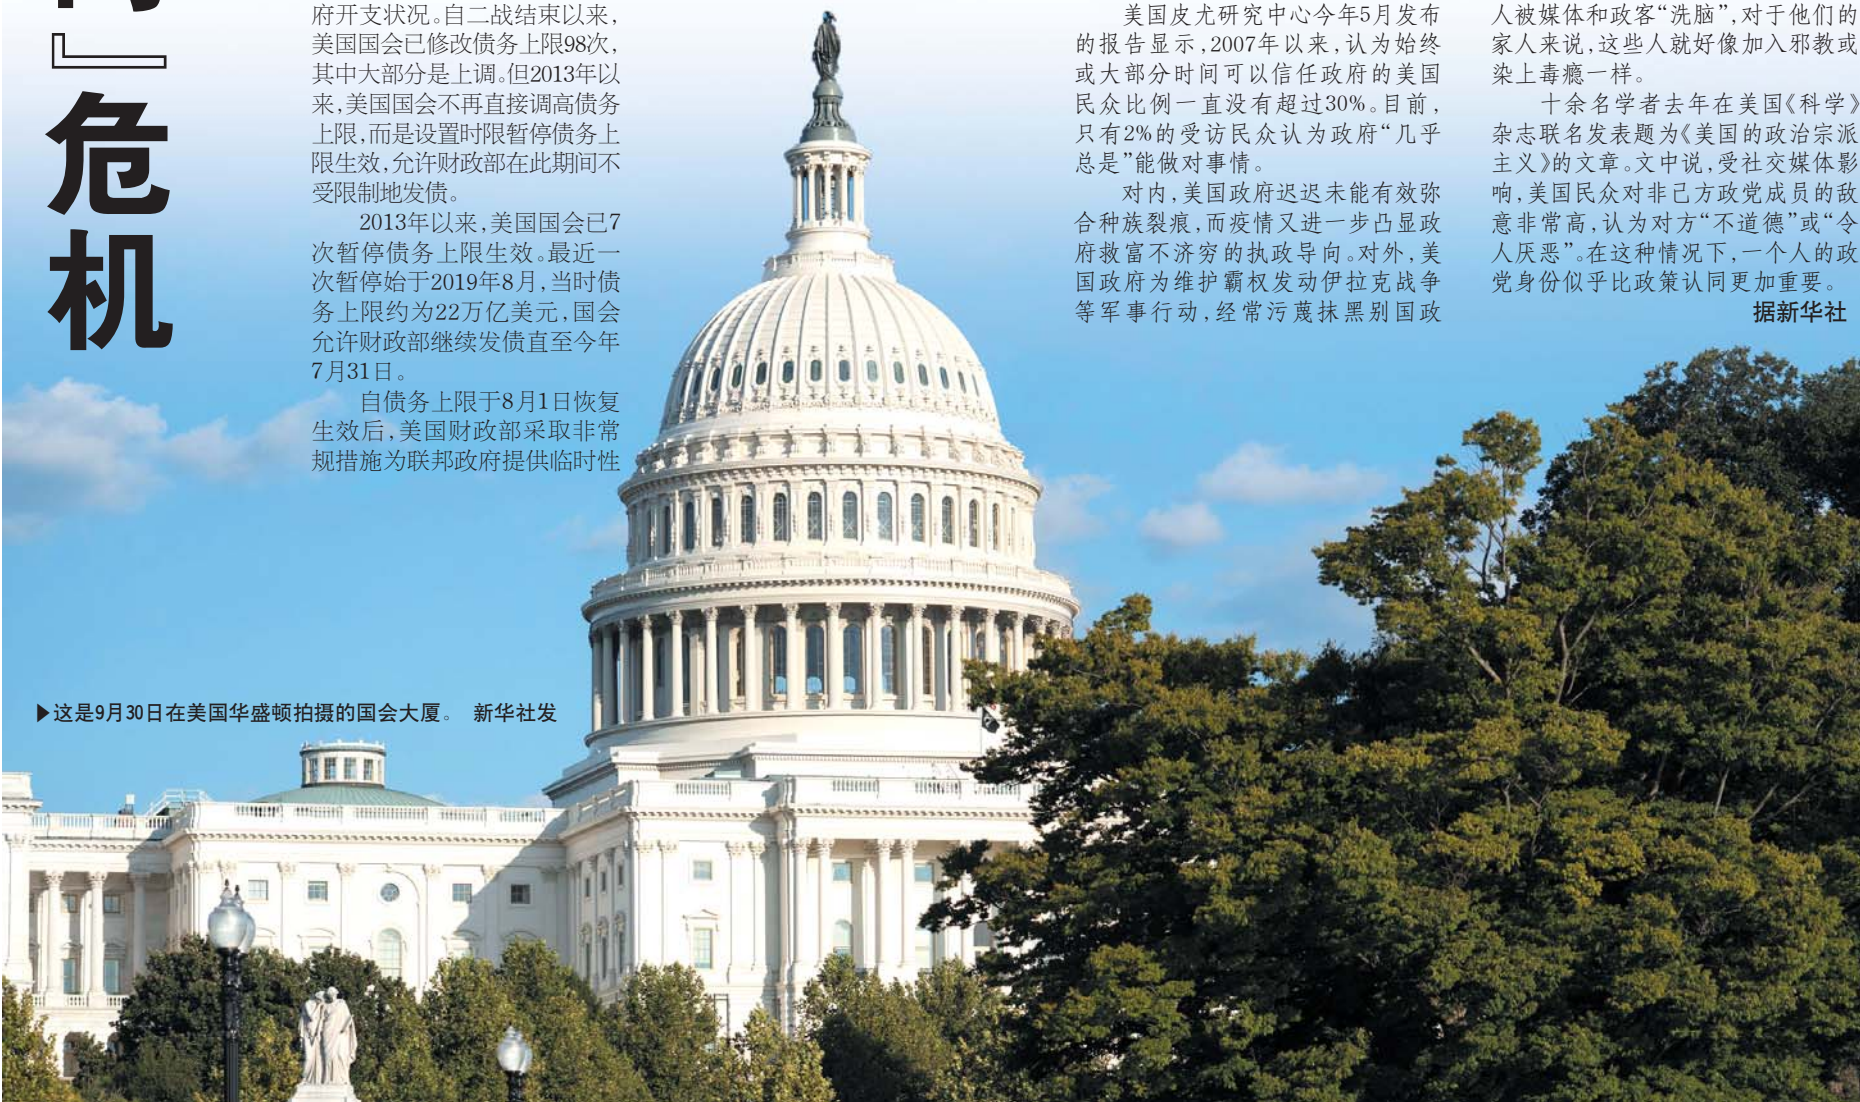 』危机
府开支状况。自二战结束以来,
美国国会已修改债务上限98次,
其中大部分是上调。但2013年以
来,美国国会不再直接调高债务
上限,而是设置时限暂停债务上
限生效,允许财政部在此期间不
受限制地发债。
2013年以来,美国国会已7
次暂停债务上限生效。最近一
次暂停始于2019年8月,当时债
务上限约为22万亿美元,国会
允许财政部继续发债直至今年
7月31日。
自债务上限于8月1日恢复
生效后,美国财政部采取非常
规措施为联邦政府提供临时性
美国皮尤研究中心今年5月发布
的报告显示,2007年以来,认为始终
或大部分时间可以信任政府的美国
民众比例一直没有超过30%。目前,
只有2%的受访民众认为政府“几乎
总是”能做对事情。
对内,美国政府迟迟未能有效弥
合种族裂痕,而疫情又进一步凸显政
府救富不济穷的执政导向。对外,美
国政府为维护霸权发动伊拉克战争
等军事行动,经常污蔑抹黑别国政
人被媒体和政客“洗脑”,对于他们的
家人来说,这些人就好像加入邪教或
染上毒瘾一样。
十余名学者去年在美国《科学》
杂志联名发表题为《美国的政治宗派
主义》的文章。文中说,受社交媒体影
响,美国民众对非己方政党成员的敌
意非常高,认为对方“不道德”或“令
人厌恶”。在这种情况下,一个人的政
党身份似乎比政策认同更加重要。
据新华社
▶这是9月30日在美国华盛顿拍摄的国会大厦。 新华社发